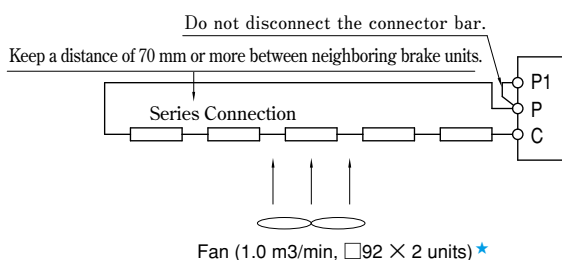 Do not disconnect the connector bar.
Keep a distance of 70 mm or more between neighboring brake units.
P1
Series Connection
P
C
Fan (1.0 m3/min, □92 × 2 units) ★